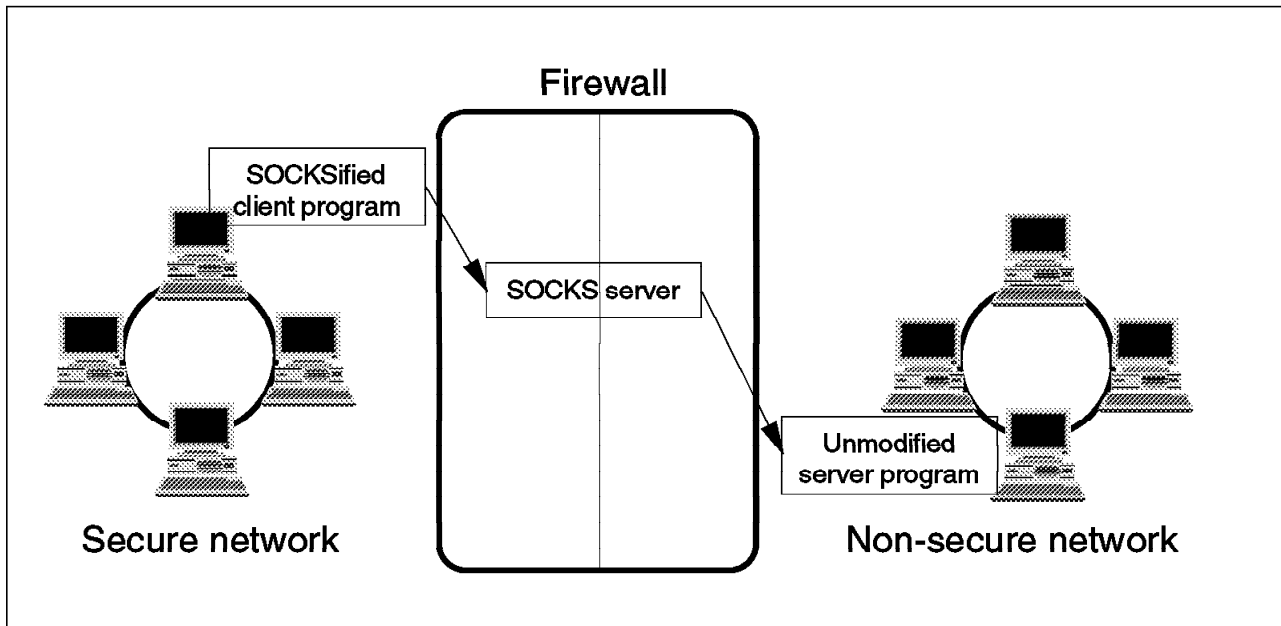 Firewall
SOCKSified
client program
SOCKS server
Unmodified
server program
Secure network
Non-secure network